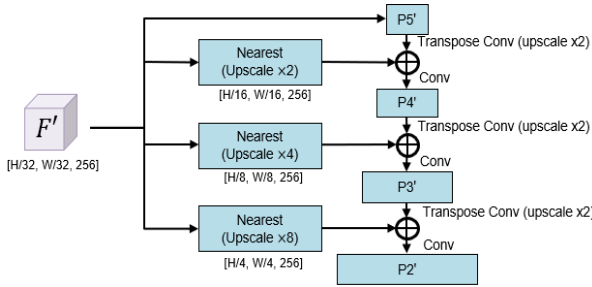 P5'
Transpose Conv (upscale x2)
Nearest
(Upscale ×2)
Conv
[H/16, W/16, 256]
P4'
F'
Transpose Conv (upscale x2)
Nearest
(Upscale ×4)
[H/32, W/32, 256]
Conv
[H/8, W/8, 256]
P3'
Transpose Conv (upscale x2)
Nearest
(Upscale ×8)
Conv
[H/4, W/4, 256]
P2'